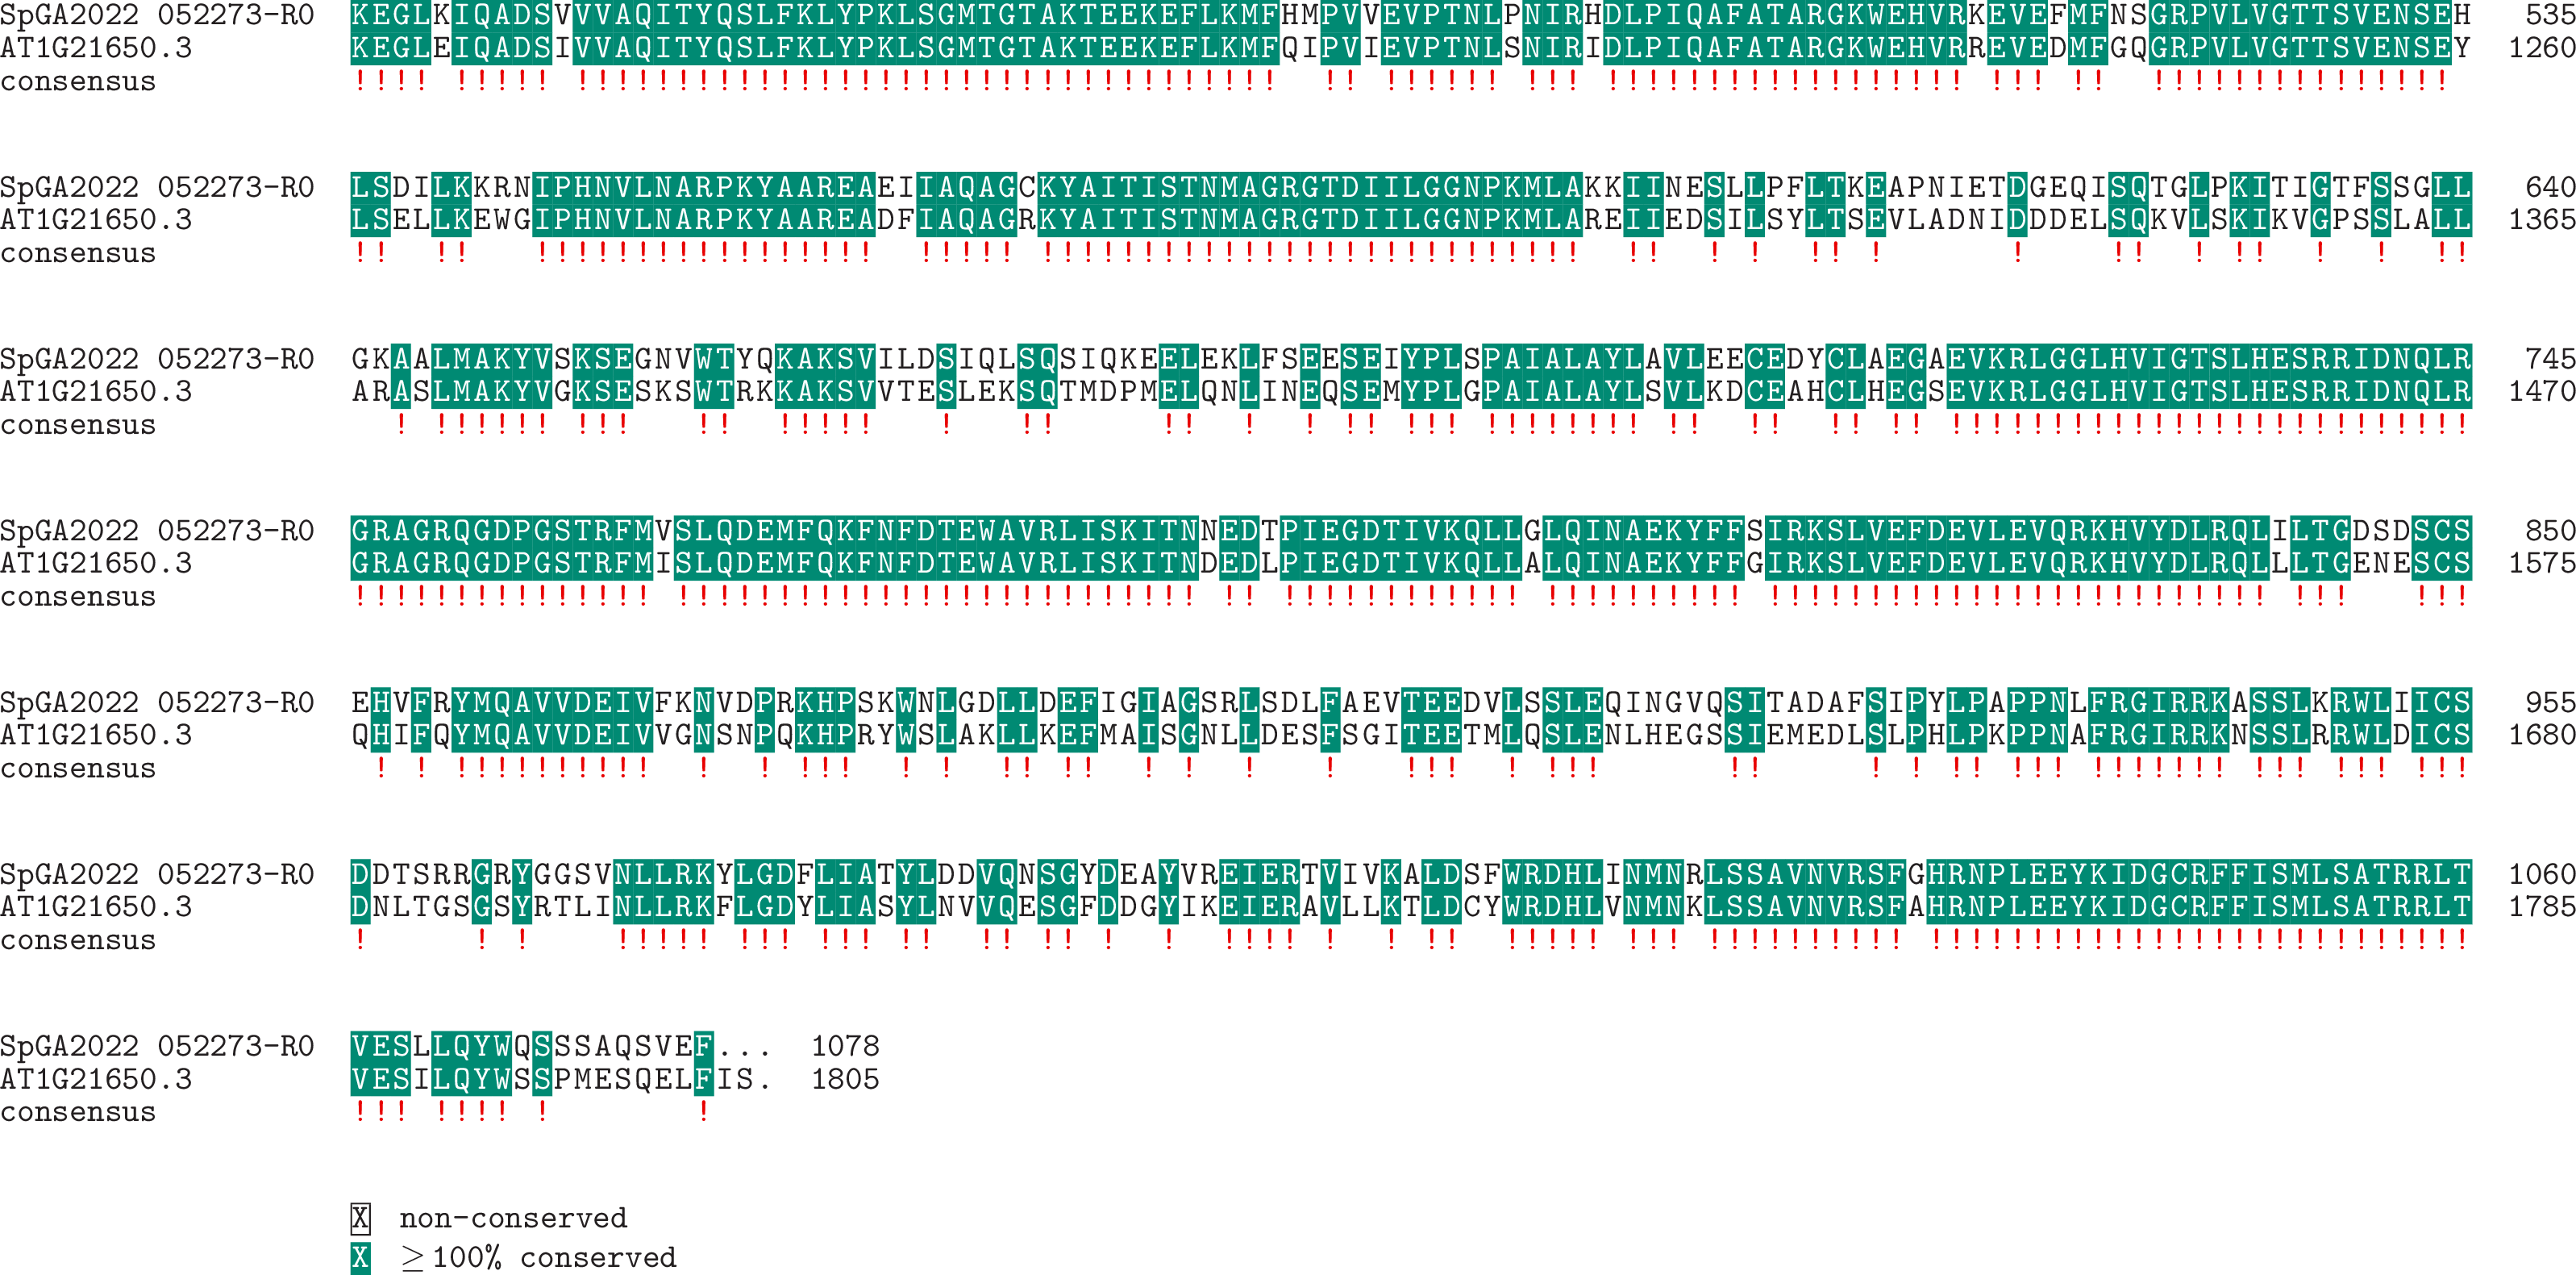 SpGA2022 052273-R0 KEGLKIQADSVVVAQITYQSLFKLYPKLSGMTGTAKTEEKEFLKMFHMPVVEVPTNLPNIRHDLPIQAFATARGKWEHVRKEVEFMFNSGRPVLVGTTSVENSEH 535
AT1G21650.3 KEGLEIQADSIVVAQITYQSLFKLYPKLSGMTGTAKTEEKEFLKMFQIPVIEVPTNLSNIRIDLPIQAFATARGKWEHVRREVEDMFGQGRPVLVGTTSVENSEY 1260
consensus !!!! !!!!! !!!!!!!!!!!!!!!!!!!!!!!!!!!!!!!!!!! !! !!!!!! !!! !!!!!!!!!!!!!!!!!! !!! !! !!!!!!!!!!!!!!!
SpGA2022 052273-R0 LSDILKKRNIPHNVLNARPKYAAREAEIIAQAGCKYAITISTNMAGRGTDIILGGNPKMLAKKIINESLLPFLTKEAPNIETDGEQISQTGLPKITIGTFSSGLL 640
AT1G21650.3 LSELLKEWGIPHNVLNARPKYAAREADFIAQAGRKYAITISTNMAGRGTDIILGGNPKMLAREIIEDSILSYLTSEVLADNIDDDELSQKVLSKIKVGPSSLALL 1365
consensus !! !! !!!!!!!!!!!!!!!!! !!!!! !!!!!!!!!!!!!!!!!!!!!!!!!!! !! ! ! !! ! ! !! ! !! ! ! !!
SpGA2022 052273-R0 GKAALMAKYVSKSEGNVWTYQKAKSVILDSIQLSQSIQKEELEKLFSEESEIYPLSPAIALAYLAVLEECEDYCLAEGAEVKRLGGLHVIGTSLHESRRIDNQLR 745
AT1G21650.3 ARASLMAKYVGKSESKSWTRKKAKSVVTESLEKSQTMDPMELQNLINEQSEMYPLGPAIALAYLSVLKDCEAHCLHEGSEVKRLGGLHVIGTSLHESRRIDNQLR 1470
consensus ! !!!!!! !!! !! !!!!! ! !! !! ! ! !! !!! !!!!!!!! !! !! !! !! !!!!!!!!!!!!!!!!!!!!!!!!!!
SpGA2022 052273-R0 GRAGRQGDPGSTRFMVSLQDEMFQKFNFDTEWAVRLISKITNNEDTPIEGDTIVKQLLGLQINAEKYFFSIRKSLVEFDEVLEVQRKHVYDLRQLILTGDSDSCS 850
AT1G21650.3 GRAGRQGDPGSTRFMISLQDEMFQKFNFDTEWAVRLISKITNDEDLPIEGDTIVKQLLALQINAEKYFFGIRKSLVEFDEVLEVQRKHVYDLRQLLLTGENESCS 1575
consensus !!!!!!!!!!!!!!! !!!!!!!!!!!!!!!!!!!!!!!!!! !! !!!!!!!!!!!! !!!!!!!!!! !!!!!!!!!!!!!!!!!!!!!!!!! !!! !!!
SpGA2022 052273-R0 EHVFRYMQAVVDEIVFKNVDPRKHPSKWNLGDLLDEFIGIAGSRLSDLFAEVTEEDVLSSLEQINGVQSITADAFSIPYLPAPPNLFRGIRRKASSLKRWLIICS 955
AT1G21650.3 QHIFQYMQAVVDEIVVGNSNPQKHPRYWSLAKLLKEFMAISGNLLDESFSGITEETMLQSLENLHEGSSIEMEDLSLPHLPKPPNAFRGIRRKNSSLRRWLDICS 1680
consensus ! ! !!!!!!!!!! ! ! !!! ! ! !! !! ! ! ! ! !!! ! !!! !! ! ! !! !!! !!!!!!! !!! !!! !!!
SpGA2022 052273-R0 DDTSRRGRYGGSVNLLRKYLGDFLIATYLDDVQNSGYDEAYVREIERTVIVKALDSFWRDHLINMNRLSSAVNVRSFGHRNPLEEYKIDGCRFFISMLSATRRLT 1060
AT1G21650.3 DNLTGSGSYRTLINLLRKFLGDYLIASYLNVVQESGFDDGYIKEIERAVLLKTLDCYWRDHLVNMNKLSSAVNVRSFAHRNPLEEYKIDGCRFFISMLSATRRLT 1785
consensus ! ! ! !!!!! !!! !!! !! !! !! ! ! !!!! ! ! !! !!!!! !!! !!!!!!!!!! !!!!!!!!!!!!!!!!!!!!!!!!!!!
SpGA2022 052273-R0 VESLLQYWQSSSAQSVEF... 1078
AT1G21650.3 VESILQYWSSPMESQELFIS. 1805
consensus !!! !!!! ! !
X non-conserved
X ≥100% conserved